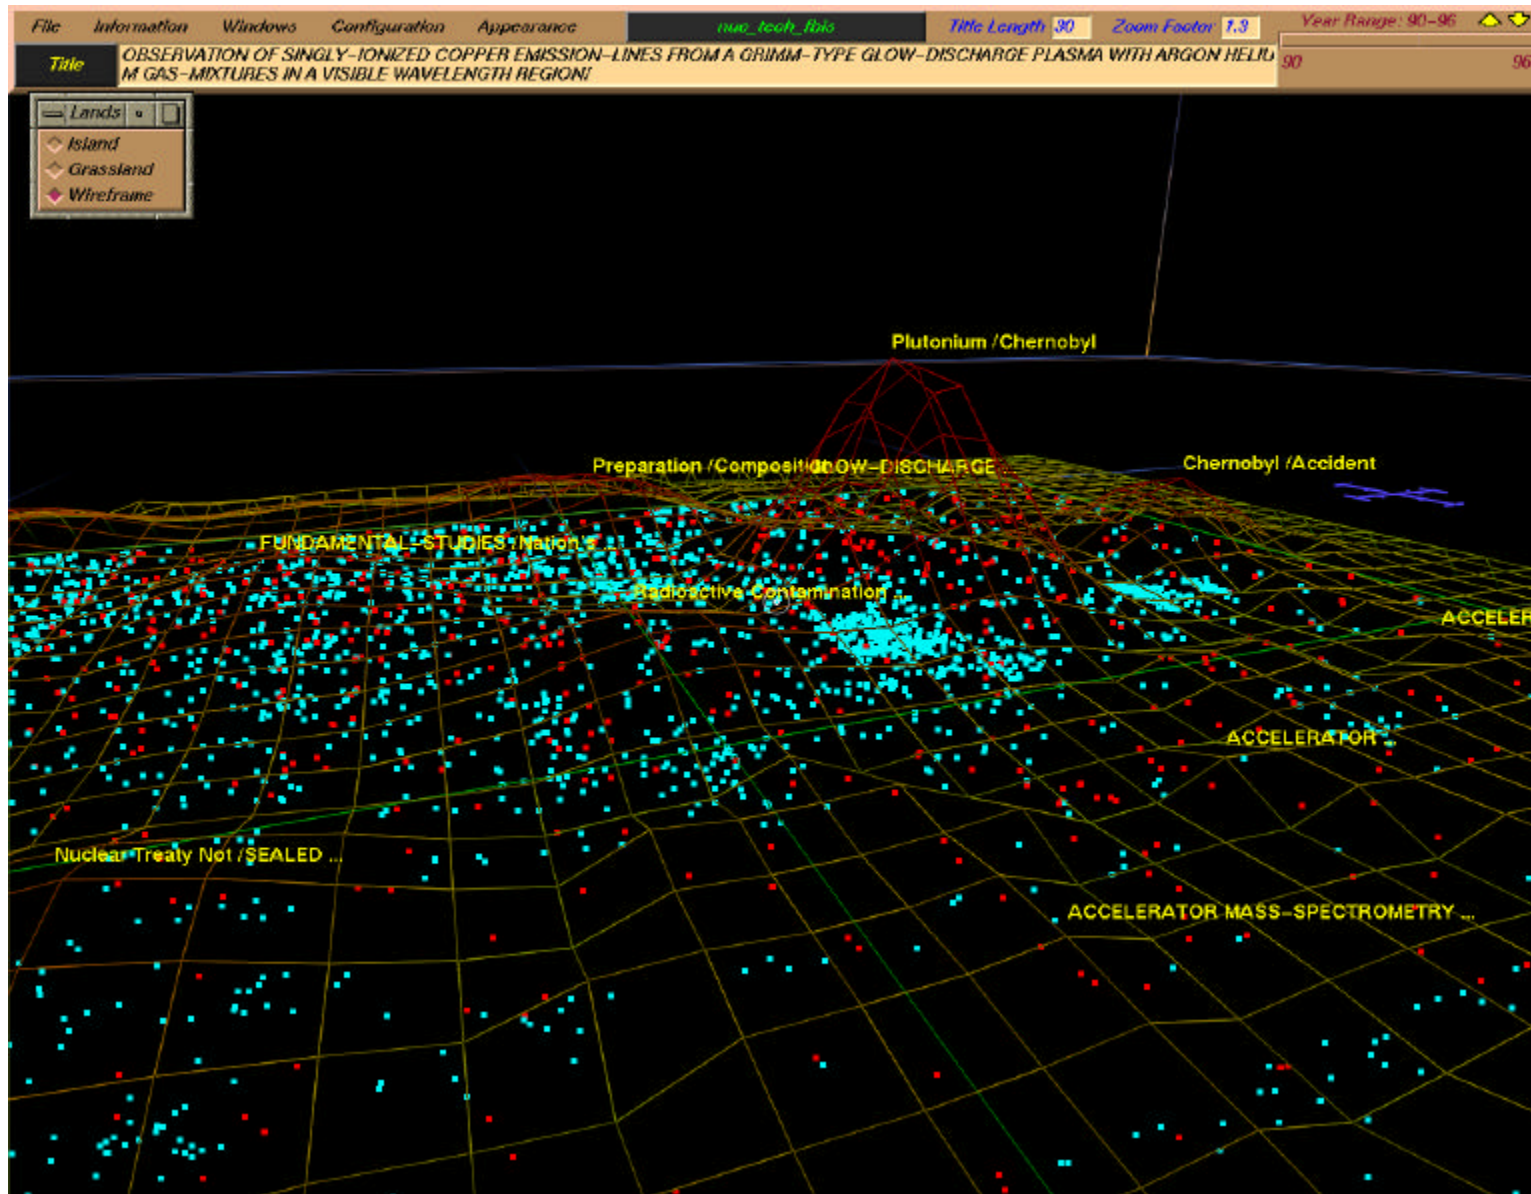 File Information Windows Configuration Appearance nuc_tech_fbis Title Length 30 Zoom Factor 1.3 Year Range: 90-96
Title OBSERVATION OF SINGLY-IONIZED COPPER EMISSION-LINES FROM A GRIMM-TYPE GLOW-DISCHARGE PLASMA WITH ARGON HELIU
M GAS-MIXTURES IN A VISIBLE WAVELENGTH REGION/
90 96
Lands
Island
Grassland
Wireframe
Plutonium /Chernobyl
Preparation /Composit GLOW-DISCHARGE ...
Chernobyl /Accident
FUNDAMENTAL-STUDIES /Nation's ...
Radioactive Contamination ...
ACCELER
ACCELERATOR ...
Nuclear Treaty Not /SEALED ...
ACCELERATOR MASS-SPECTROMETRY ...